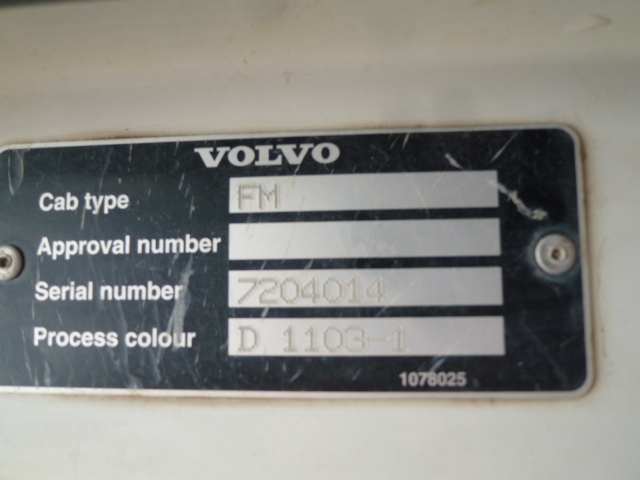 VOLVO
Cab type FM
Approval number
Serial number 7204014
Process colour D 1103-1
1078025